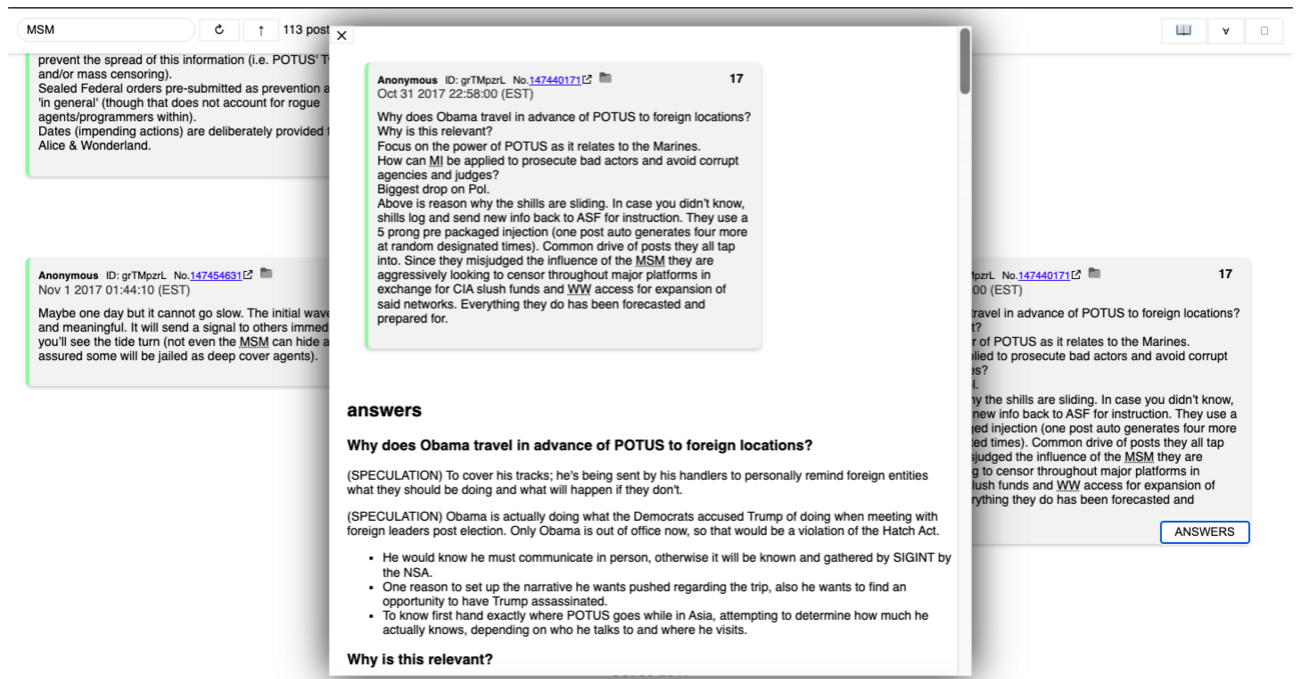 MSM
↻ ↑ 113 post
prevent the spread of this information (i.e. POTUS' T
and/or mass censoring).
Sealed Federal orders pre-submitted as prevention a
'in general' (though that does not account for rogue
agents/programmers within).
Dates (impending actions) are deliberately provided f
Alice & Wonderland.
Anonymous ID: grTMpzrL No.147454631
Nov 1 2017 01:44:10 (EST)
Maybe one day but it cannot go slow. The initial wave
and meaningful. It will send a signal to others immed
you'll see the tide turn (not even the MSM can hide a
assured some will be jailed as deep cover agents).
Anonymous ID: grTMpzrL No.147440171 17
Oct 31 2017 22:58:00 (EST)
Why does Obama travel in advance of POTUS to foreign locations?
Why is this relevant?
Focus on the power of POTUS as it relates to the Marines.
How can MI be applied to prosecute bad actors and avoid corrupt
agencies and judges?
Biggest drop on Pol.
Above is reason why the shills are sliding. In case you didn't know,
shills log and send new info back to ASF for instruction. They use a
5 prong pre packaged injection (one post auto generates four more
at random designated times). Common drive of posts they all tap
into. Since they misjudged the influence of the MSM they are
aggressively looking to censor throughout major platforms in
exchange for CIA slush funds and WW access for expansion of
said networks. Everything they do has been forecasted and
prepared for.
answers
Why does Obama travel in advance of POTUS to foreign locations?
(SPECULATION) To cover his tracks; he's being sent by his handlers to personally remind foreign entities
what they should be doing and what will happen if they don't.
(SPECULATION) Obama is actually doing what the Democrats accused Trump of doing when meeting with
foreign leaders post election. Only Obama is out of office now, so that would be a violation of the Hatch Act.
• He would know he must communicate in person, otherwise it will be known and gathered by SIGINT by
the NSA.
• One reason to set up the narrative he wants pushed regarding the trip, also he wants to find an
opportunity to have Trump assassinated.
• To know first hand exactly where POTUS goes while in Asia, attempting to determine how much he
actually knows, depending on who he talks to and where he visits.
Why is this relevant?
pzrL No.147440171 17
00 (EST)
travel in advance of POTUS to foreign locations?
t?
r of POTUS as it relates to the Marines.
plied to prosecute bad actors and avoid corrupt
es?
l.
hy the shills are sliding. In case you didn't know,
new info back to ASF for instruction. They use a
ged injection (one post auto generates four more
ted times). Common drive of posts they all tap
sjudged the influence of the MSM they are
g to censor throughout major platforms in
lush funds and WW access for expansion of
rything they do has been forecasted and
ANSWERS